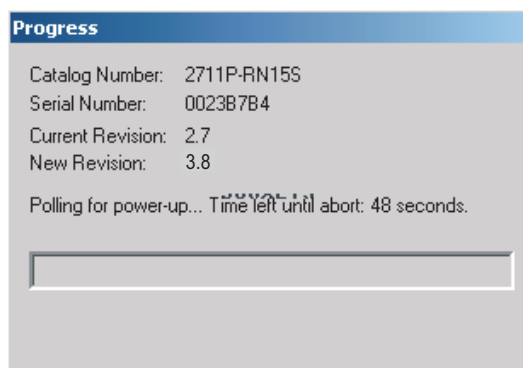 Progress
Catalog Number: 2711P-RN15S
Serial Number: 0023B7B4
Current Revision: 2.7
New Revision: 3.8
Polling for power-up... Time left until abort: 48 seconds.